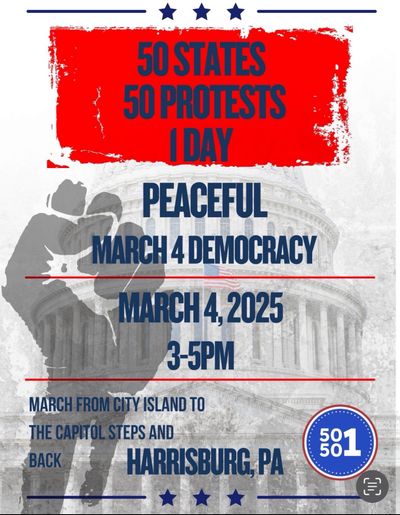 50 STATES
50 PROTESTS
1 DAY
PEACEFUL
MARCH 4 DEMOCRACY
MARCH 4, 2025
3-5PM
MARCH FROM CITY ISLAND TO
THE CAPITOL STEPS AND
BACK
HARRISBURG, PA
50
50
1